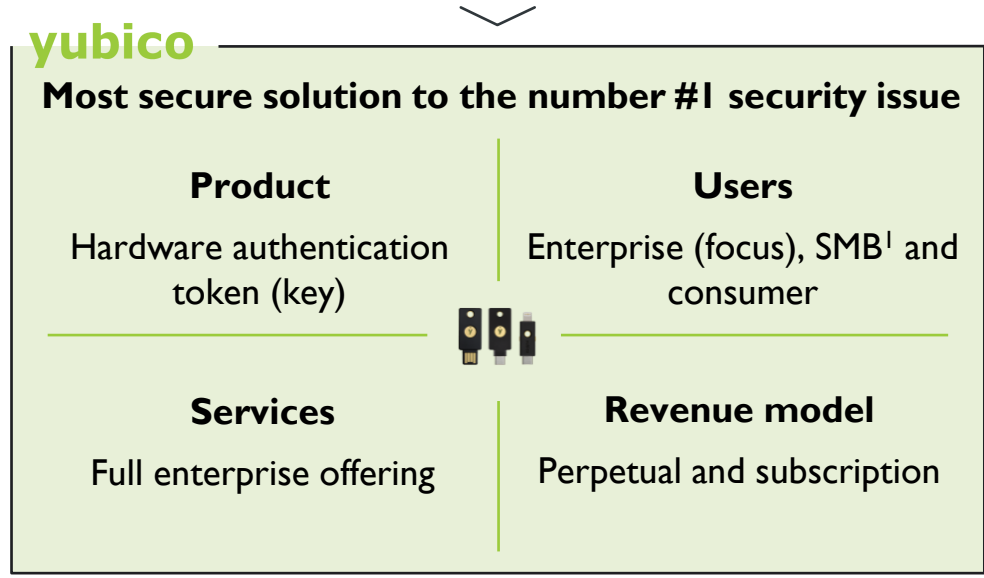 yubico
Most secure solution to the number #1 security issue
Product
Hardware authentication
token (key)
Users
Enterprise (focus), SMB¹ and
consumer
Services
Full enterprise offering
Revenue model
Perpetual and subscription